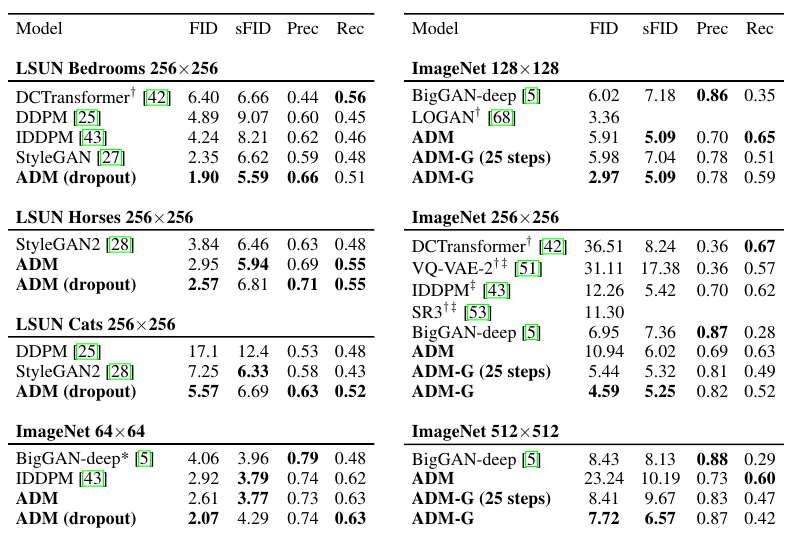 Model FID sFID Prec Rec
LSUN Bedrooms 256×256
DCTransformer† [42] 6.40 6.66 0.44 0.56
DDPM [25] 4.89 9.07 0.60 0.45
IDDPM [43] 4.24 8.21 0.62 0.46
StyleGAN [27] 2.35 6.62 0.59 0.48
ADM (dropout) 1.90 5.59 0.66 0.51
LSUN Horses 256×256
StyleGAN2 [28] 3.84 6.46 0.63 0.48
ADM 2.95 5.94 0.69 0.55
ADM (dropout) 2.57 6.81 0.71 0.55
LSUN Cats 256×256
DDPM [25] 17.1 12.4 0.53 0.48
StyleGAN2 [28] 7.25 6.33 0.58 0.43
ADM (dropout) 5.57 6.69 0.63 0.52
ImageNet 64×64
BigGAN-deep* [5] 4.06 3.96 0.79 0.48
IDDPM [43] 2.92 3.79 0.74 0.62
ADM 2.61 3.77 0.73 0.63
ADM (dropout) 2.07 4.29 0.74 0.63
Model FID sFID Prec Rec
ImageNet 128×128
BigGAN-deep [5] 6.02 7.18 0.86 0.35
LOGAN† [68] 3.36
ADM 5.91 5.09 0.70 0.65
ADM-G (25 steps) 5.98 7.04 0.78 0.51
ADM-G 2.97 5.09 0.78 0.59
ImageNet 256×256
DCTransformer† [42] 36.51 8.24 0.36 0.67
VQ-VAE-2†‡ [51] 31.11 17.38 0.36 0.57
IDDPM‡ [43] 12.26 5.42 0.70 0.62
SR3†‡ [53] 11.30
BigGAN-deep [5] 6.95 7.36 0.87 0.28
ADM 10.94 6.02 0.69 0.63
ADM-G (25 steps) 5.44 5.32 0.81 0.49
ADM-G 4.59 5.25 0.82 0.52
ImageNet 512×512
BigGAN-deep [5] 8.43 8.13 0.88 0.29
ADM 23.24 10.19 0.73 0.60
ADM-G (25 steps) 8.41 9.67 0.83 0.47
ADM-G 7.72 6.57 0.87 0.42